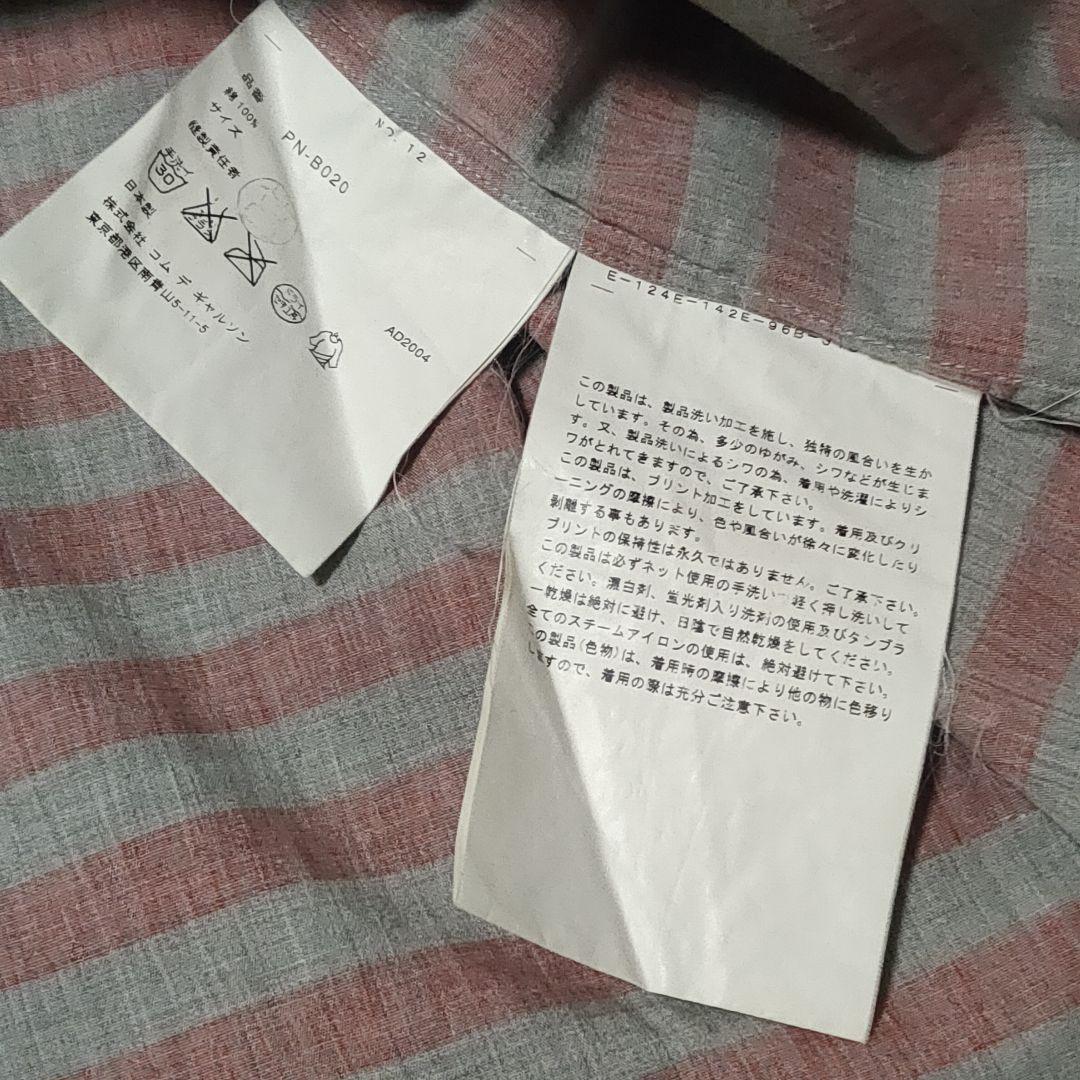 No. 12
品番 PN-B020
綿 100%
サイズ
縫製責任者
手洗イ
30
エンソ
サラシ
ドライ
セキユ系
日本製
株式会社 コム デ ギャルソン
東京都港区南青山5-11-5
AD2004
E-124E-142E-96B-
この製品は、製品洗い加工を施し、独特の風合いを生か
しています。その為、多少のゆがみ、シワなどが生じま
す。又、製品洗いによるシワの為、着用や洗濯によりシ
ワがとれてきますので、ご了承下さい。
この製品は、プリント加工をしています。着用及びクリ
ーニングの摩擦により、色や風合いが徐々に変化したり
剥離する事もあります。
プリントの保持性は永久ではありません。ご了承下さい。
この製品は必ずネット使用の手洗い 軽く押し洗いして
ください。漂白剤、蛍光剤入り洗剤の使用及びタンブラ
ー乾燥は絶対に避け、日陰で自然乾燥をしてください。
全てのスチームアイロンの使用は、絶対避けて下さい。
の製品(色物)は、着用時の摩擦により他の物に色移り
しますので、着用の際は充分ご注意下さい。